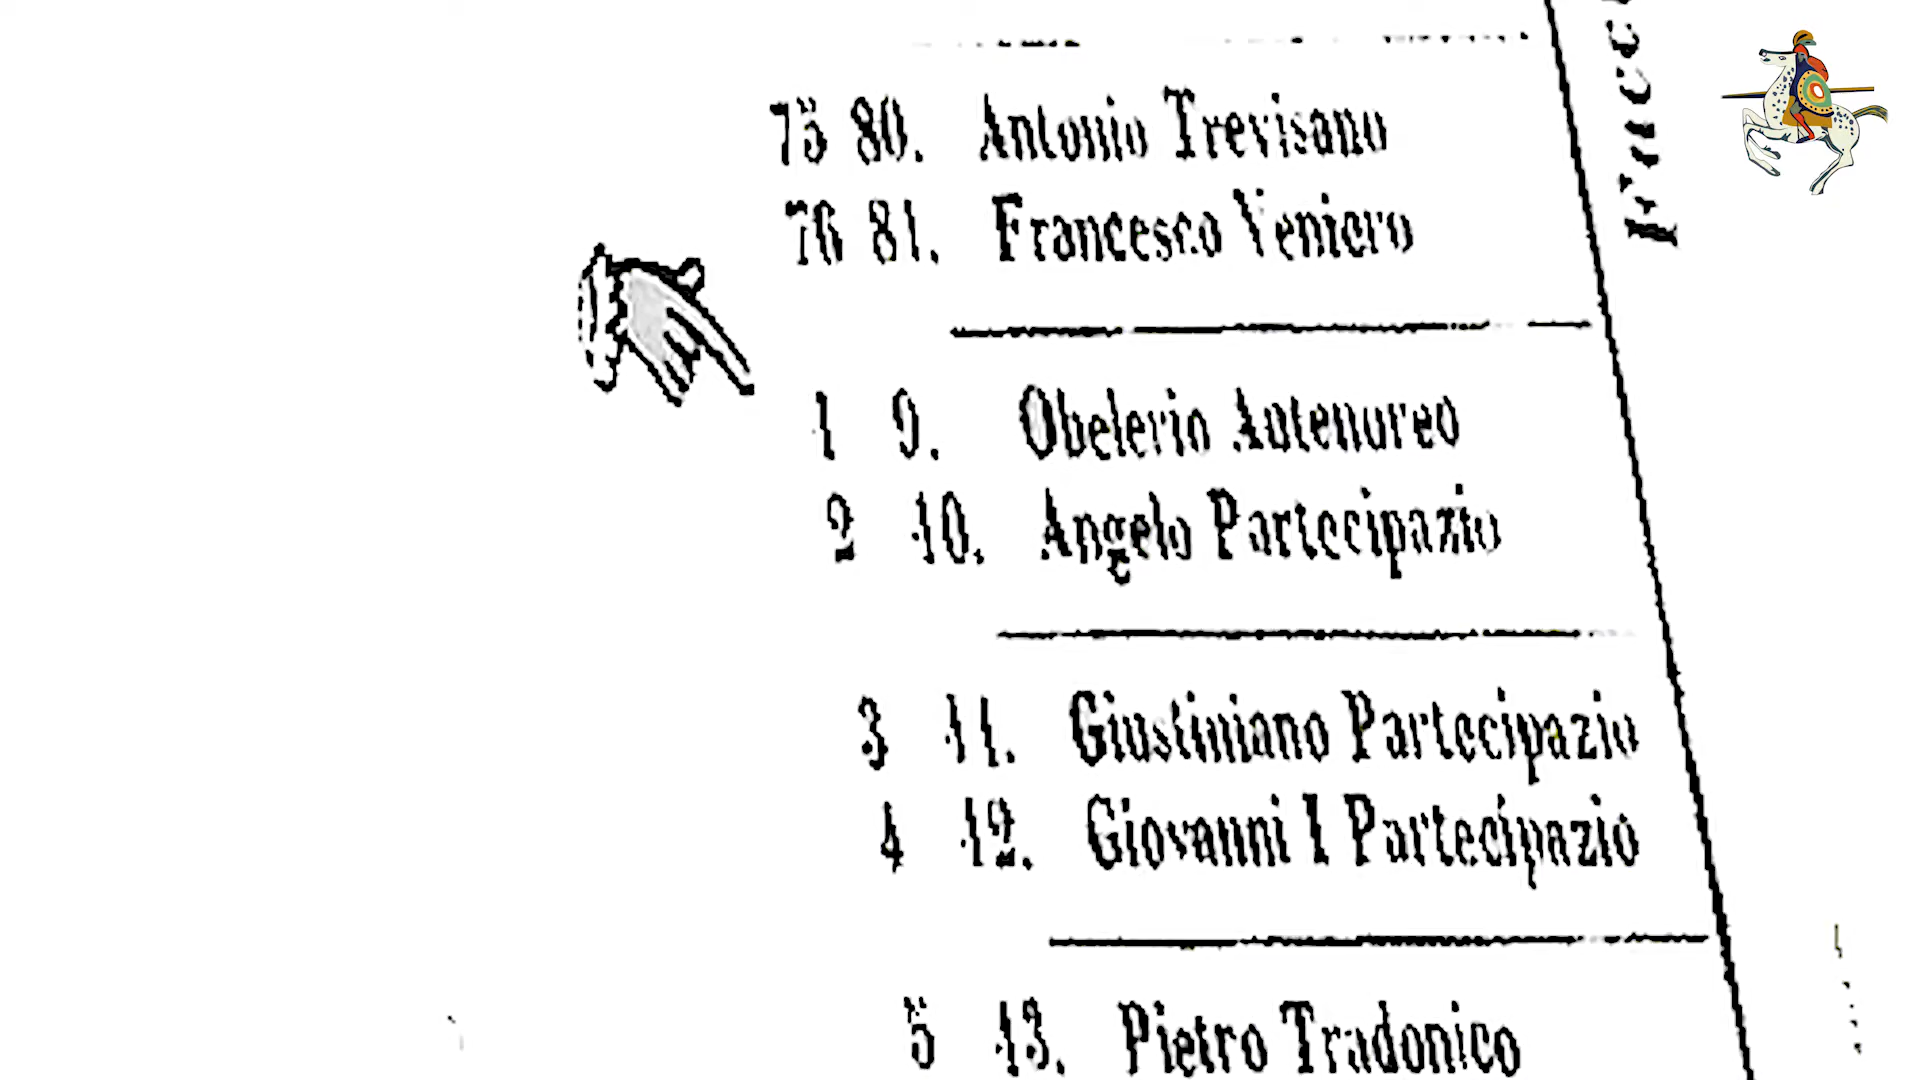 75 80. Antonio Trevisano
76 81. Francesco Veniero
1 9. Obelerio Antenoreo
2 10. Angelo Partecipazio
3 11. Giustiniano Partecipazio
4 12. Giovanni I Partecipazio
5 13. Pietro Tradonico